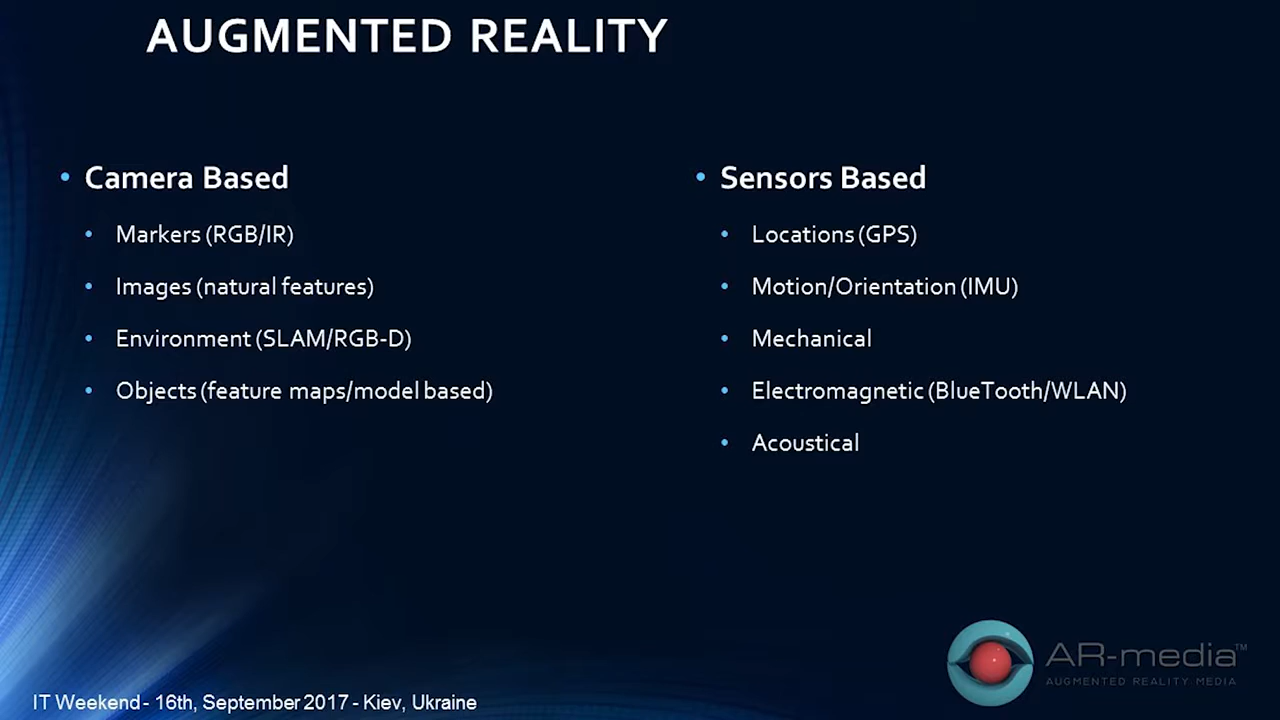 AUGMENTED REALITY
Camera Based
Markers (RGB/IR)
Images (natural features)
Environment (SLAM/RGB-D)
Objects (feature maps/model based)
Sensors Based
Locations (GPS)
Motion/Orientation (IMU)
Mechanical
Electromagnetic (BlueTooth/WLAN)
Acoustical
AR-media™
AUGMENTED REALITY MEDIA
IT Weekend - 16th, September 2017 - Kiev, Ukraine